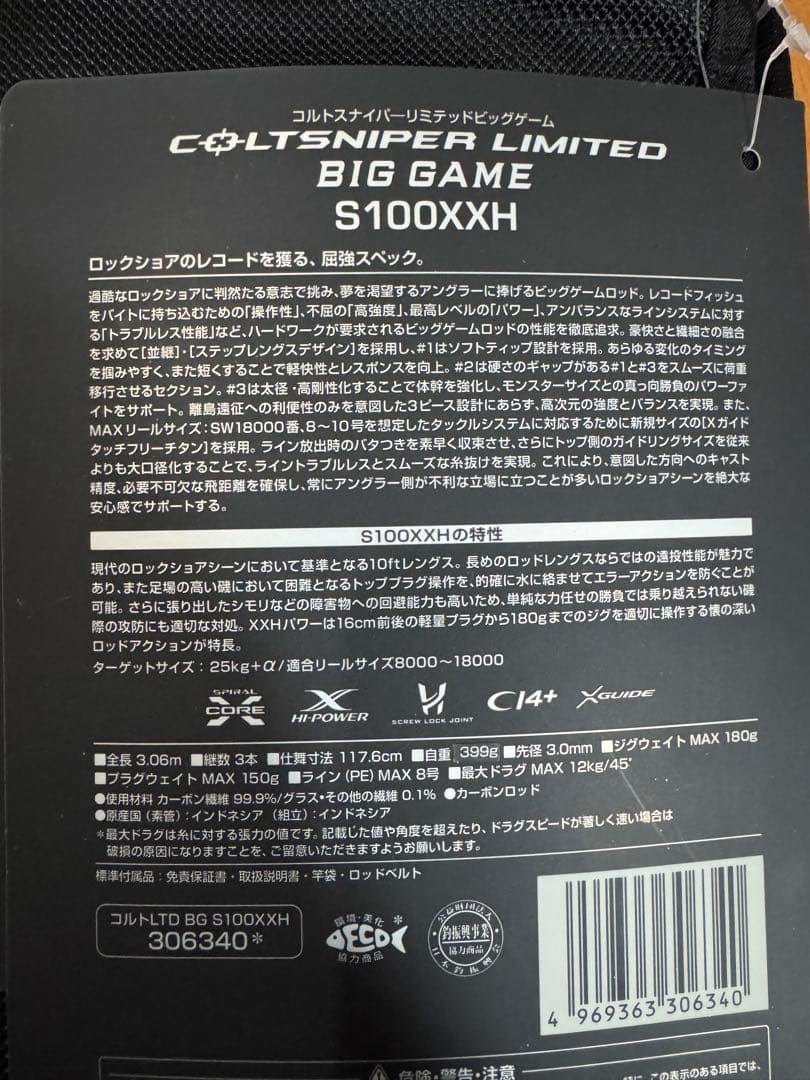 コルトスナイパーリミテッドビッグゲーム
COLTSNIPER LIMITED
BIG GAME
S100XXH
ロックショアのレコードを獲る、屈強スペック。
過酷なロックショアに判然たる意志で挑み、夢を渇望するアングラーに捧げるビッグゲームロッド。レコードフィッシュ
をバイトに持ち込むための「操作性」、不屈の「高強度」、最高レベルの「パワー」、アンバランスなラインシステムに対す
る「トラブルレス性能」など、ハードワークが要求されるビッグゲームロッドの性能を徹底追求。豪快さと繊細さの融合
を求めて[並継]・[ステップレングスデザイン]を採用し、#1はソフトティップ設計を採用。あらゆる変化のタイミング
を掴みやすく、また短くすることで軽快性とレスポンスを向上。#2は硬さのギャップがある#1と#3をスムーズに荷重
移行させるセクション。#3は太径・高剛性化することで体幹を強化し、モンスターサイズとの真っ向勝負のパワーファ
イトをサポート。離島遠征への利便性のみを意図した3ピース設計にあらず、高次元の強度とバランスを実現。また、
MAXリールサイズ：SW18000番、8～10号を想定したタックルシステムに対応するために新規サイズの[Xガイド
タッチフリーチタン]を採用。ライン放出時のバタつきを素早く収束させ、さらにトップ側のガイドリングサイズを従来
よりも大口径化することで、ライントラブルレスとスムーズな糸抜けを実現。これにより、意図した方向へのキャスト
精度、必要不可欠な飛距離を確保し、常にアングラー側が不利な立場に立つことが多いロックショアシーンを絶大な
安心感でサポートする。
S100XXHの特性
現代のロックショアシーンにおいて基準となる10ftレングス。長めのロッドレングスならではの遠投性能が魅力で
あり、また足場の高い磯において困難となるトッププラグ操作を、的確に水に絡ませてエラーアクションを防ぐことが
可能。さらに張り出したシモリなどの障害物への回避能力も高いため、単純な力任せの勝負では乗り越えられない磯
際の攻防にも適切な対処。XXHパワーは16cm前後の軽量プラグから180gまでのジグを適切に操作する懐の深い
ロッドアクションが特長。
ターゲットサイズ：25kg+α/適合リールサイズ8000～18000
SPIRAL
X
CORE
X
HI-POWER
SCREW LOCK JOINT
CI4+
XGUIDE
■全長 3.06m ■継数 3本 ■仕舞寸法 117.6cm ■自重 399g ■先径 3.0mm ■ジグウェイト MAX 180g
■プラグウェイト MAX 150g ■ライン (PE) MAX 8号 ■最大ドラグ MAX 12kg/45°
●使用材料 カーボン繊維 99.9%/グラス・その他の繊維 0.1% ●カーボンロッド
●原産国（素管）：インドネシア （組立）：インドネシア
*最大ドラグは糸に対する張力の値です。記載した値や角度を超えたり、ドラグスピードが著しく速い場合は
破損の原因になりますことを、ご留意いただきますようお願いします。
標準付属品：免責保証書・取扱説明書・竿袋・ロッドベルト
コルトLTD BG S100XXH
306340*
環境・美化
ECO
協力商品
*
公益財団法人
釣振興事業
協力商品
日本釣振興会
4 969363 306340
危険・警告・注意
この表示のある項目では、